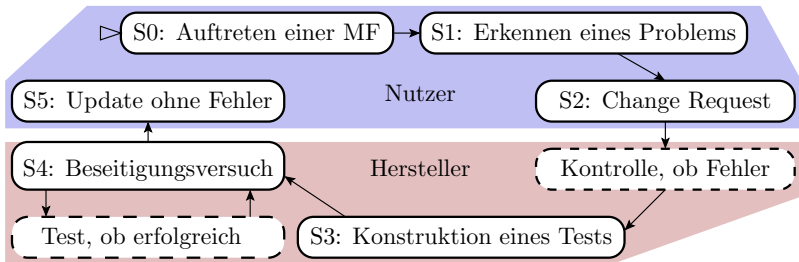 S0: Auftreten einer MF
S1: Erkennen eines Problems
S5: Update ohne Fehler
Nutzer
S2: Change Request
S4: Beseitigungsversuch
Hersteller
Kontrolle, ob Fehler
Test, ob erfolgreich
S3: Konstruktion eines Tests